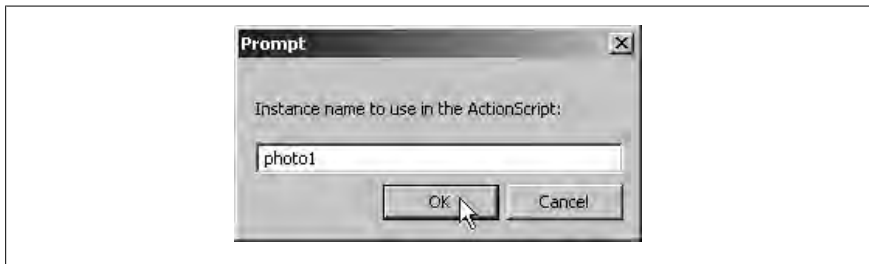 Prompt
Instance name to use in the ActionScript:
photo1
OK
Cancel